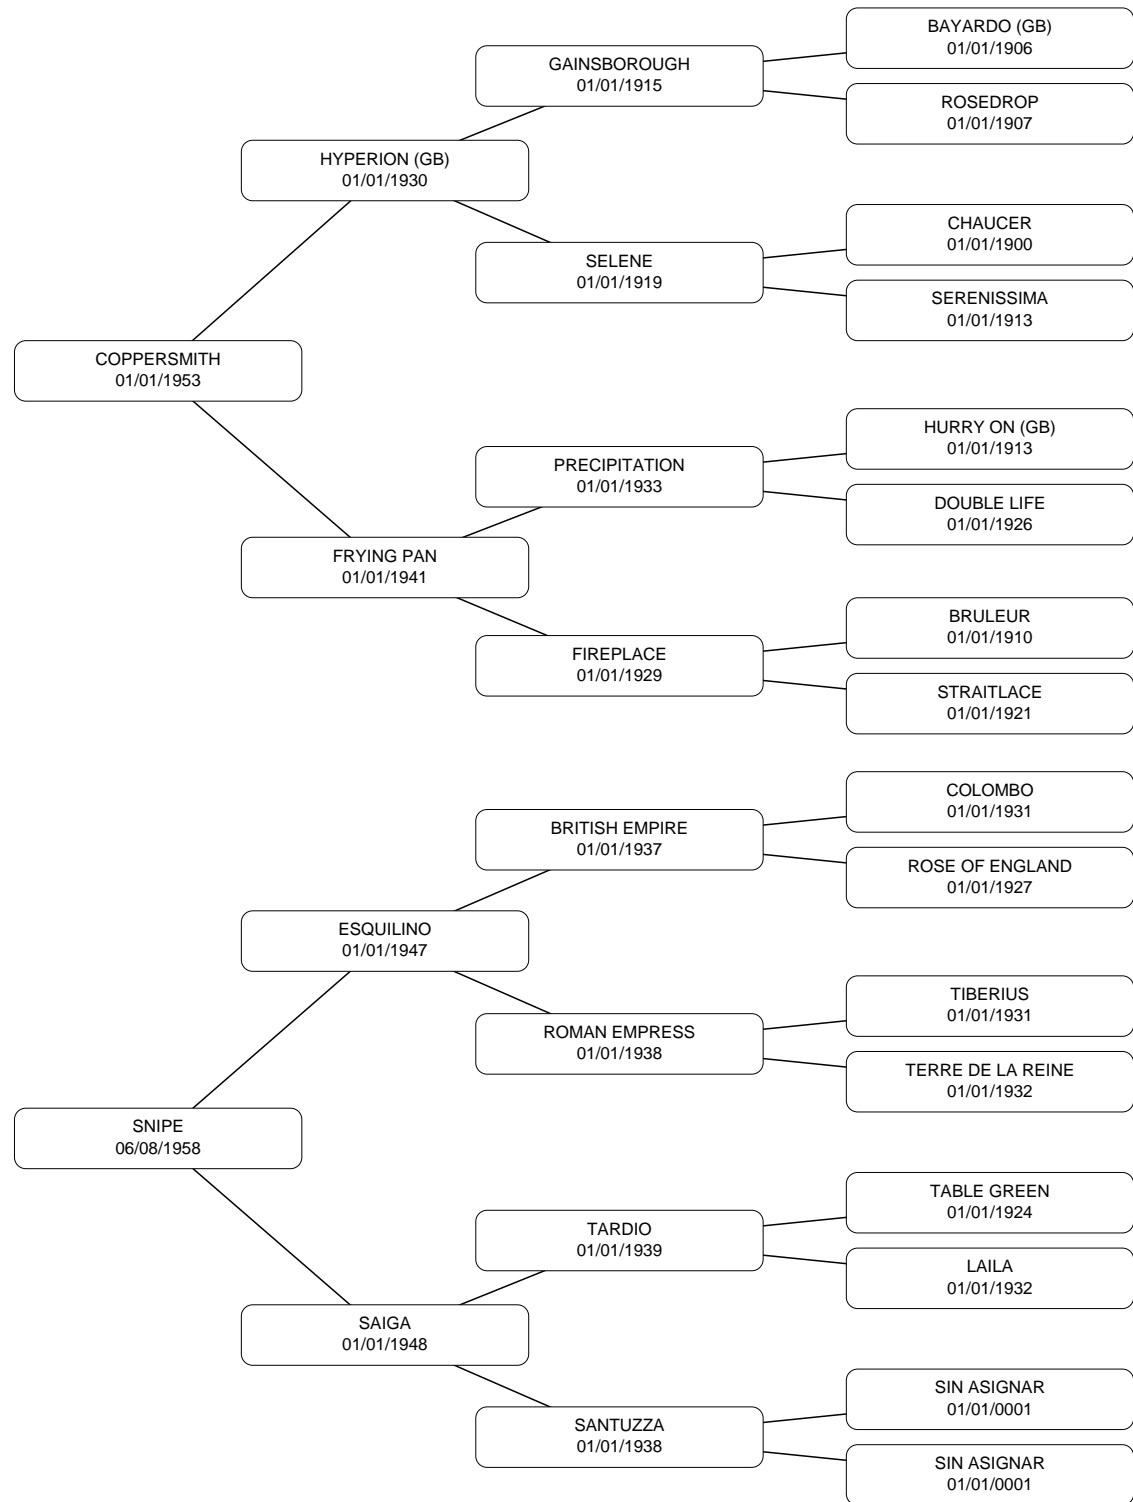 BAYARDO (GB)
01/01/1906
GAINSBOROUGH
01/01/1915
ROSEDROP
01/01/1907
HYPERION (GB)
01/01/1930
CHAUCER
01/01/1900
SELENE
01/01/1919
SERENISSIMA
01/01/1913
COPPERSMITH
01/01/1953
HURRY ON (GB)
01/01/1913
PRECIPITATION
01/01/1933
DOUBLE LIFE
01/01/1926
FRYING PAN
01/01/1941
BRULEUR
01/01/1910
FIREPLACE
01/01/1929
STRAITLACE
01/01/1921
COLOMBO
01/01/1931
BRITISH EMPIRE
01/01/1937
ROSE OF ENGLAND
01/01/1927
ESQUILINO
01/01/1947
TIBERIUS
01/01/1931
ROMAN EMPRESS
01/01/1938
TERRE DE LA REINE
01/01/1932
SNIPE
06/08/1958
TABLE GREEN
01/01/1924
TARDIO
01/01/1939
LAILA
01/01/1932
SAIGA
01/01/1948
SIN ASIGNAR
01/01/0001
SANTUZZA
01/01/1938
SIN ASIGNAR
01/01/0001